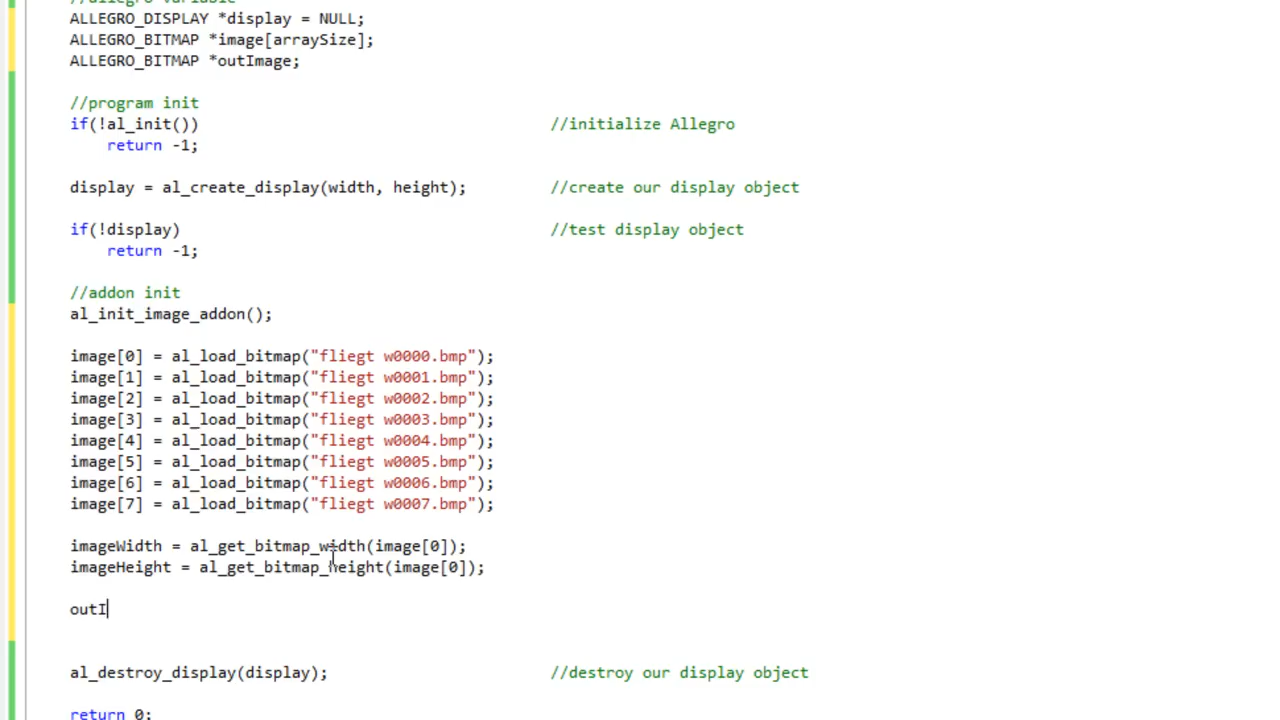 //allegro variable
ALLEGRO_DISPLAY *display = NULL;
ALLEGRO_BITMAP *image[arraySize];
ALLEGRO_BITMAP *outImage;
//program init
if(!al_init()) //initialize Allegro
return -1;
display = al_create_display(width, height); //create our display object
if(!display) //test display object
return -1;
//addon init
al_init_image_addon();
image[0] = al_load_bitmap("fliegt w0000.bmp");
image[1] = al_load_bitmap("fliegt w0001.bmp");
image[2] = al_load_bitmap("fliegt w0002.bmp");
image[3] = al_load_bitmap("fliegt w0003.bmp");
image[4] = al_load_bitmap("fliegt w0004.bmp");
image[5] = al_load_bitmap("fliegt w0005.bmp");
image[6] = al_load_bitmap("fliegt w0006.bmp");
image[7] = al_load_bitmap("fliegt w0007.bmp");
imageWidth = al_get_bitmap_width(image[0]);
imageHeight = al_get_bitmap_height(image[0]);
outI
al_destroy_display(display); //destroy our display object
return 0;